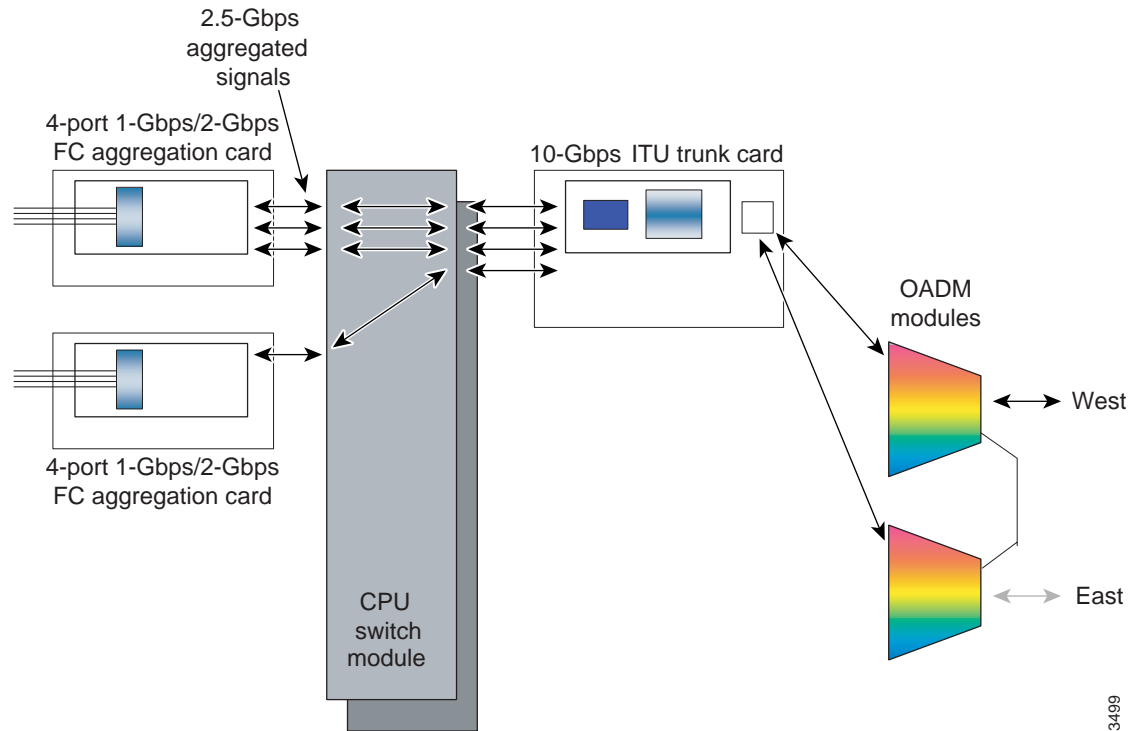 2.5-Gbps
aggregated
signals
4-port 1-Gbps/2-Gbps
FC aggregation card
10-Gbps ITU trunk card
OADM
modules
West
4-port 1-Gbps/2-Gbps
FC aggregation card
East
CPU
switch
module
3499